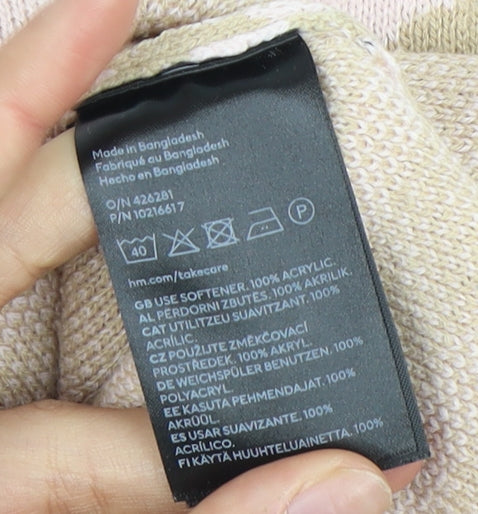 Made in Bangladesh
Fabriqué au Bangladesh
Hecho en Bangladesh
O/N 426281
P/N 10216617
40
P
hm.com/takecare
GB USE SOFTENER. 100% ACRYLIC.
AL PËRDORNI ZBUTËS. 100% AKRILIK.
CAT UTILITZEU SUAVITZANT. 100%
ACRÍLIC.
CZ POUŽIJTE ZMĚKČOVACÍ
PROSTŘEDEK. 100% AKRYL.
DE WEICHSPÜLER BENUTZEN. 100%
POLYACRYL.
EE KASUTA PEHMENDAJAT. 100%
AKRÜÜL.
ES USAR SUAVIZANTE. 100%
ACRÍLICO.
FI KÄYTÄ HUUHTELUAINETTA. 100%